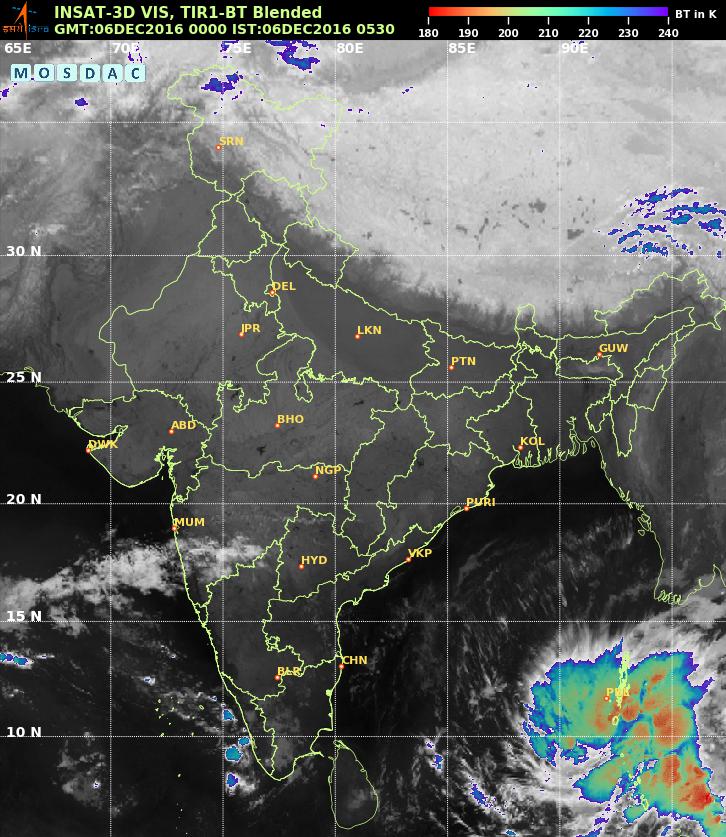 INSAT-3D VIS, TIR1-BT Blended
GMT:06DEC2016 0000 IST:06DEC2016 0530
BT in K
180 190 200 210 220 230 240
65E 70E 75E 80E 85E 90E
MOSDAC
SRN
30 N
DEL
JPR LKN
GUW
PTN
25 N
ABD BHO
DWK KOL
NGP
20 N
PURI
MUM
HYD VKP
15 N
BLR CHN
10 N